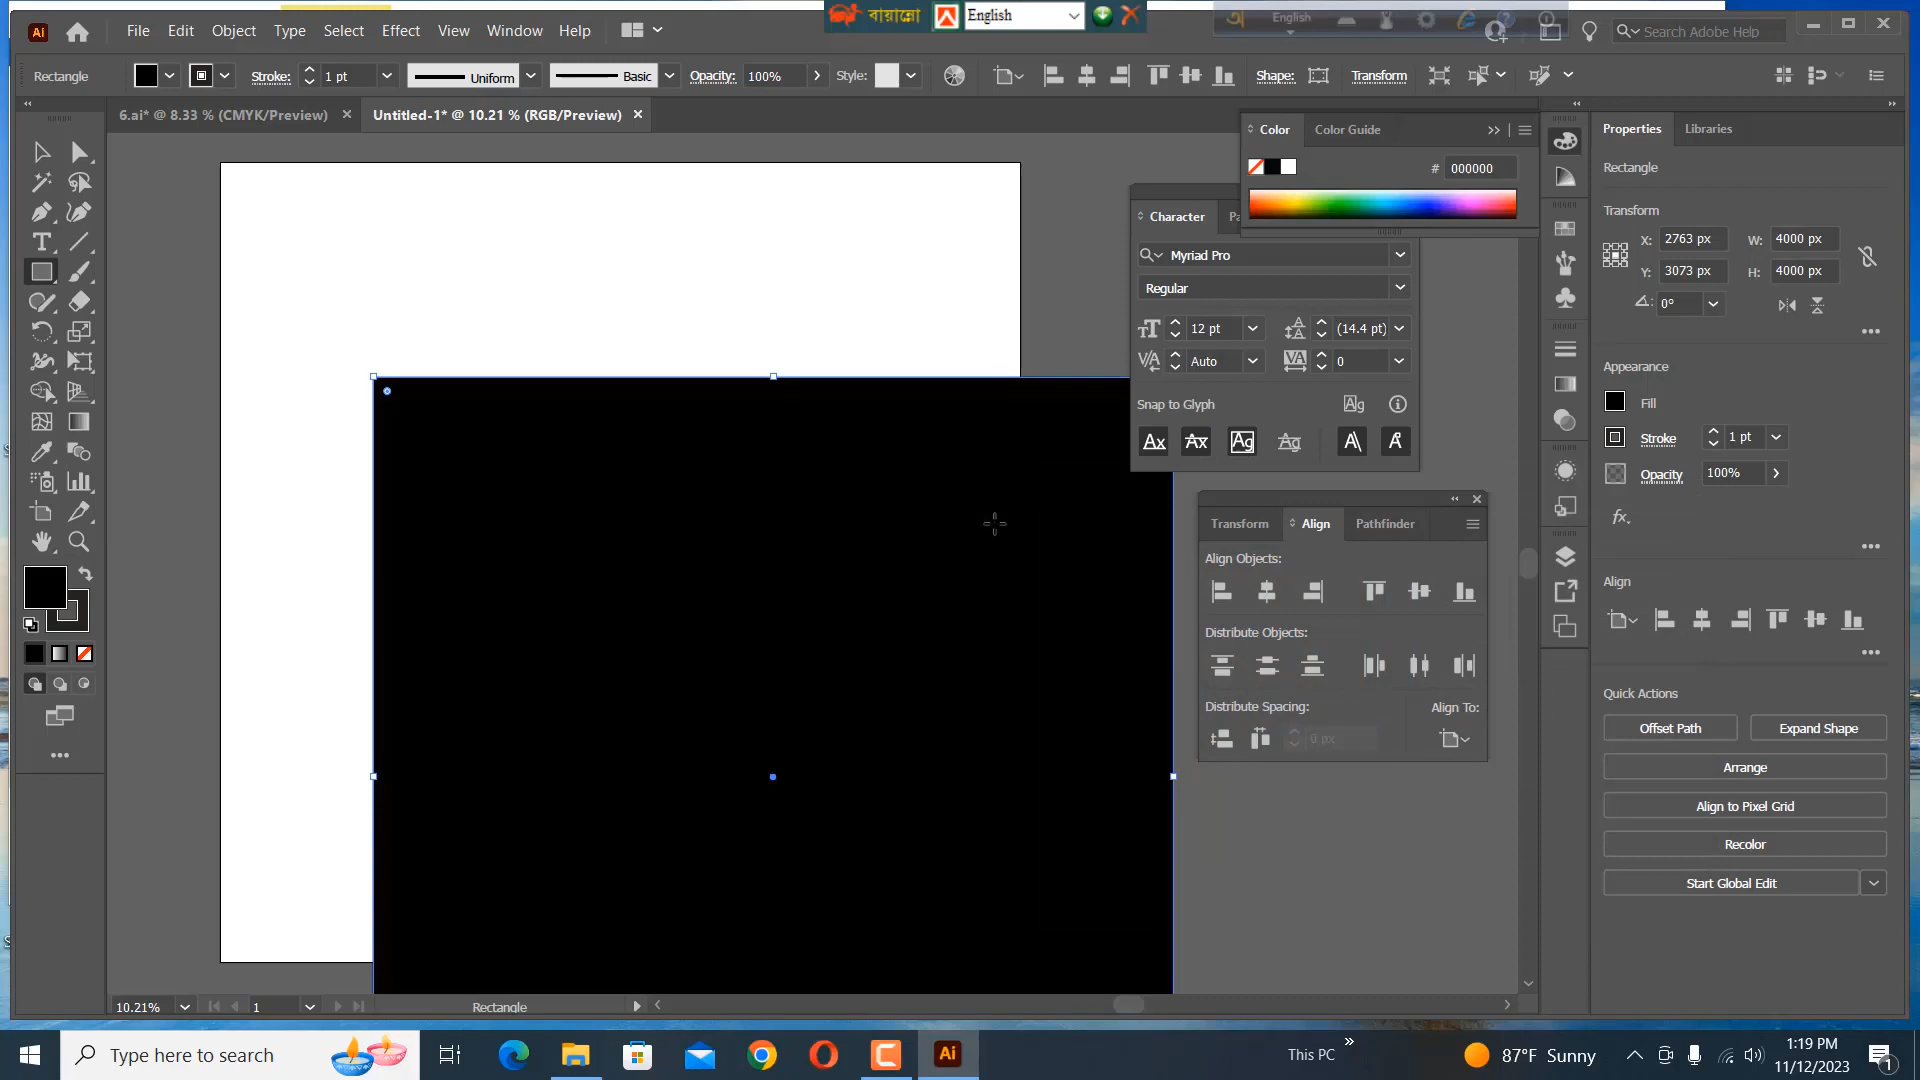 বায়ান্নো English
English
File Edit Object Type Select Effect View Window Help
Search Adobe Help
Rectangle Stroke: 1 pt Uniform Basic Opacity: 100% Style: Shape: Transform
6.ai* @ 8.33 % (CMYK/Preview) Untitled-1* @ 10.21 % (RGB/Preview)
Color Color Guide
# 000000
Character
Myriad Pro
Regular
12 pt (14.4 pt)
Auto 0
Snap to Glyph
Transform Align Pathfinder
Align Objects:
Distribute Objects:
Distribute Spacing: Align To:
0 px
Properties Libraries
Rectangle
Transform
X: 2763 px W: 4000 px
Y: 3073 px H: 4000 px
0°
Appearance
Fill
Stroke 1 pt
Opacity 100%
fx.
Align
Quick Actions
Offset Path Expand Shape
Arrange
Align to Pixel Grid
Recolor
Start Global Edit
10.21% 1 Rectangle
Type here to search
Ai
This PC
87°F Sunny
1:19 PM
11/12/2023
1